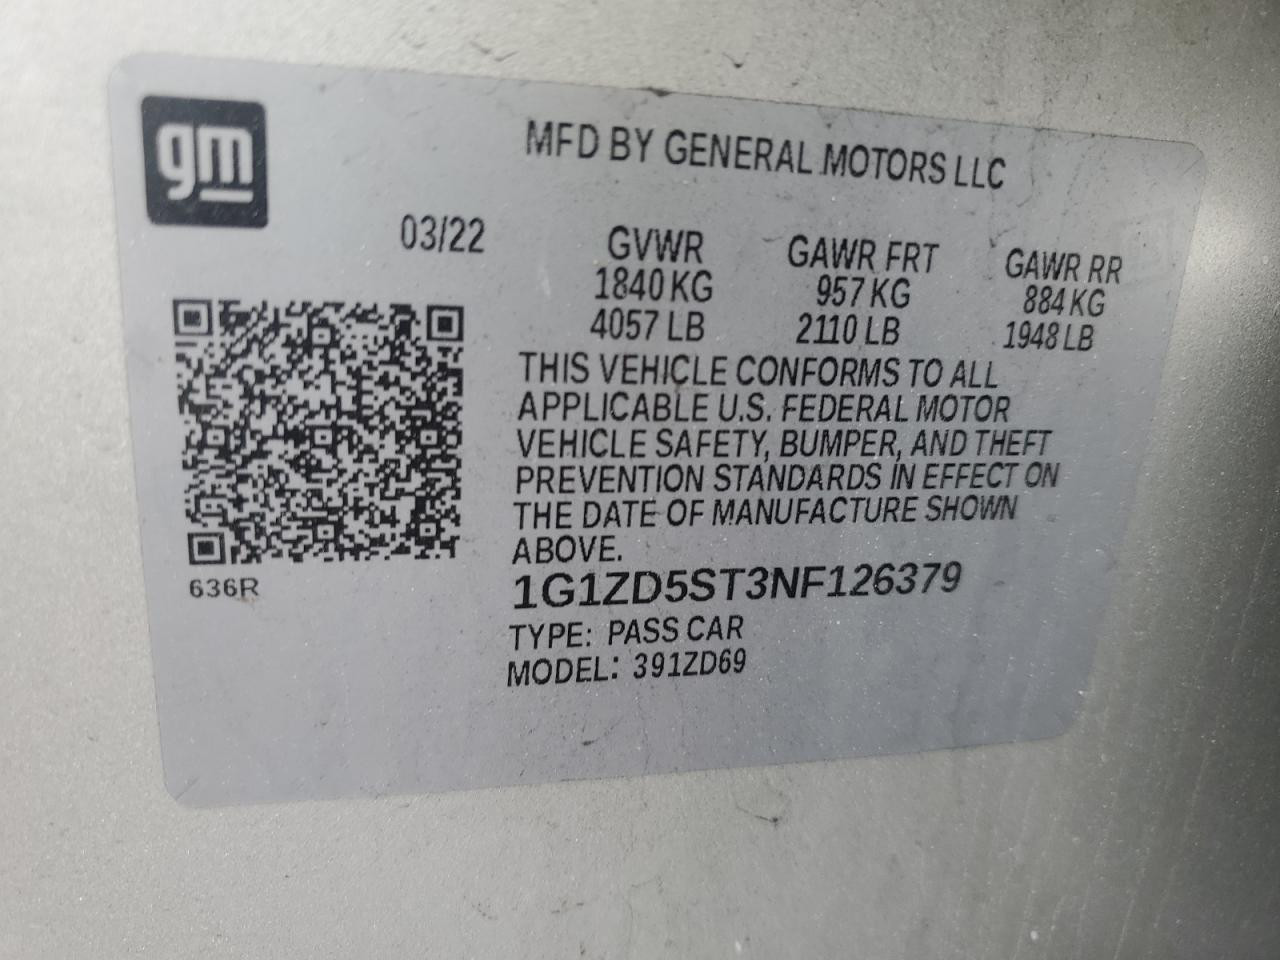 gm
MFD BY GENERAL MOTORS LLC
03/22
GVWR GAWR FRT GAWR RR
1840 KG 957 KG 884 KG
4057 LB 2110 LB 1948 LB
THIS VEHICLE CONFORMS TO ALL
APPLICABLE U.S. FEDERAL MOTOR
VEHICLE SAFETY, BUMPER, AND THEFT
PREVENTION STANDARDS IN EFFECT ON
THE DATE OF MANUFACTURE SHOWN
ABOVE.
636R
1G1ZD5ST3NF126379
TYPE: PASS CAR
MODEL: 391ZD69